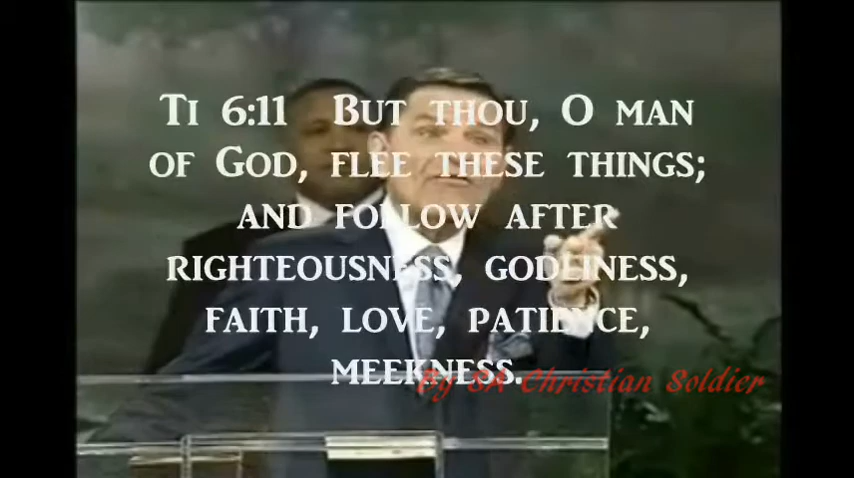 Ti 6:11 But thou, O man
of God, flee these things;
and follow after
righteousness, godliness,
faith, love, patience,
meekness.
By SA Christian Soldier